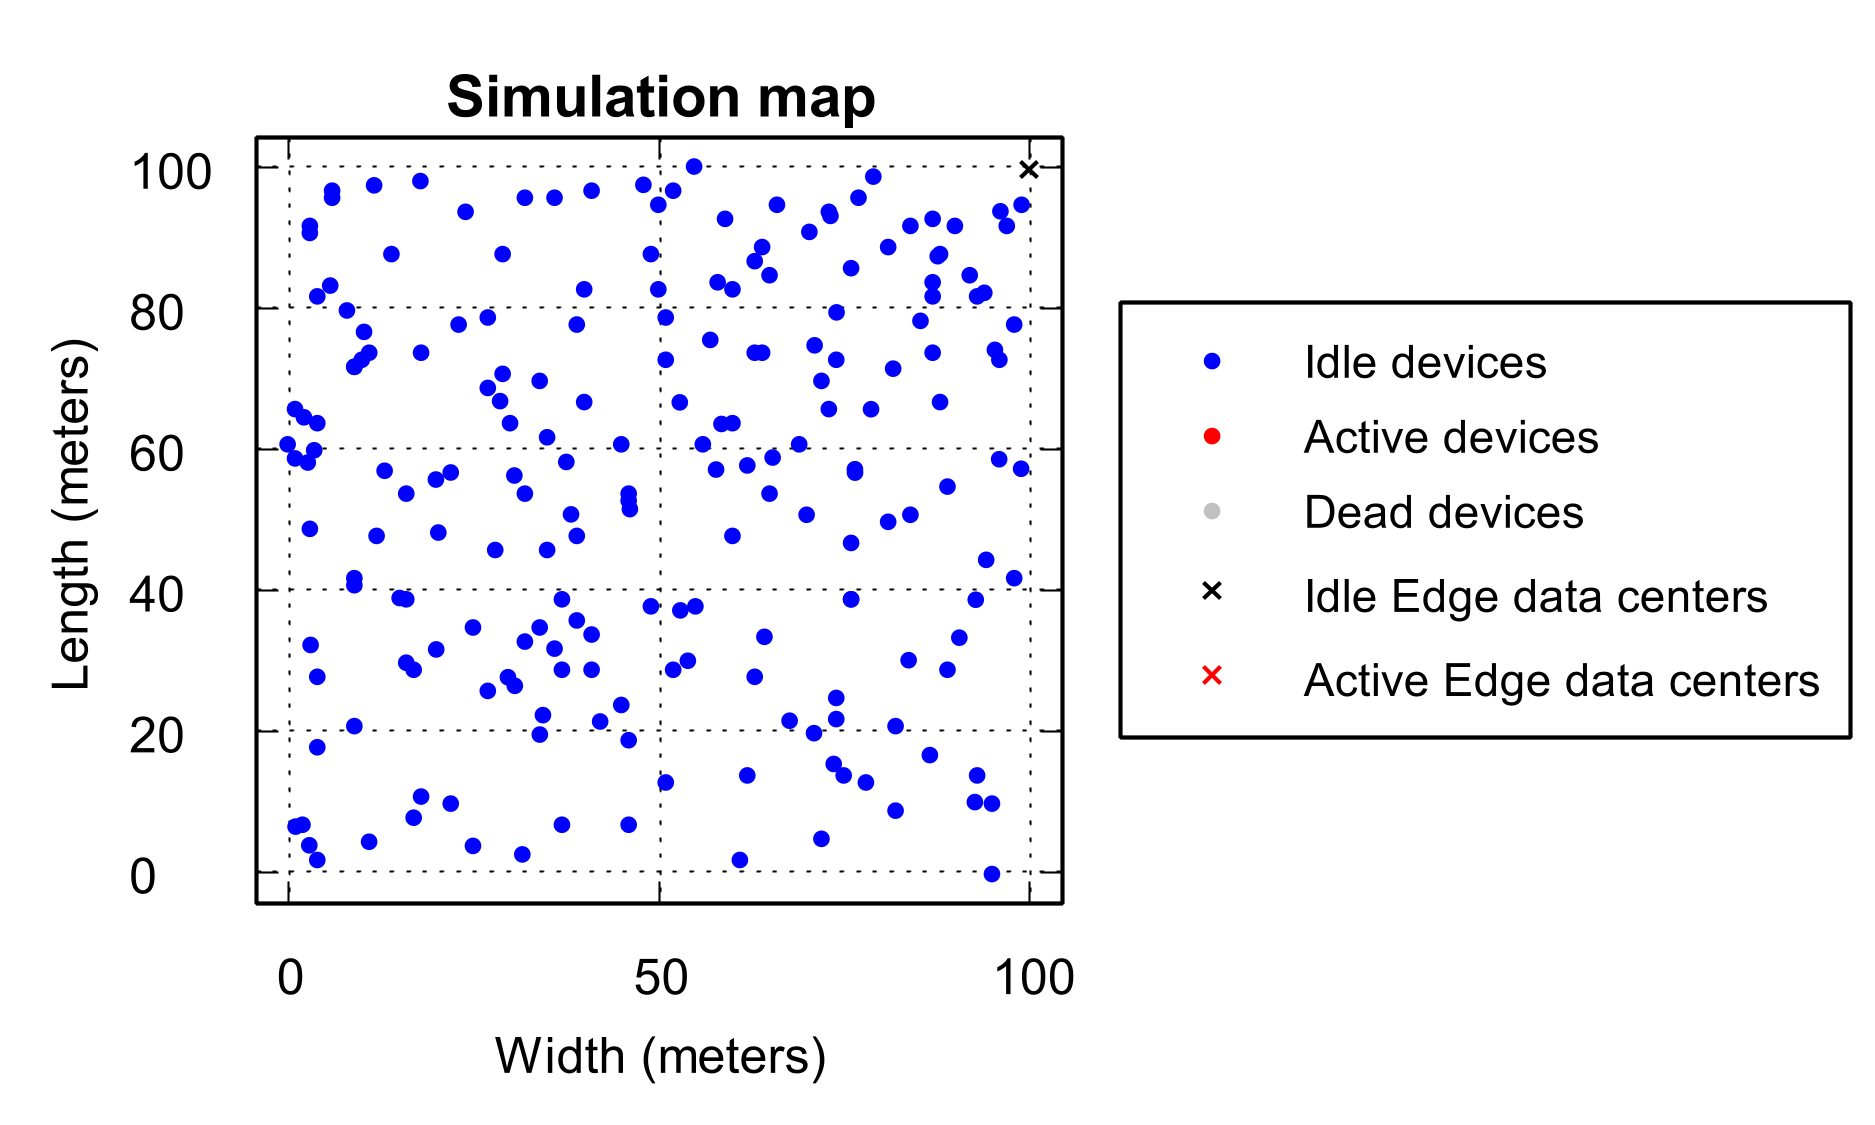 Simulation map
100
80
60
40
20
0
Length (meters)
0 50 100
Width (meters)
Idle devices
Active devices
Dead devices
Idle Edge data centers
Active Edge data centers